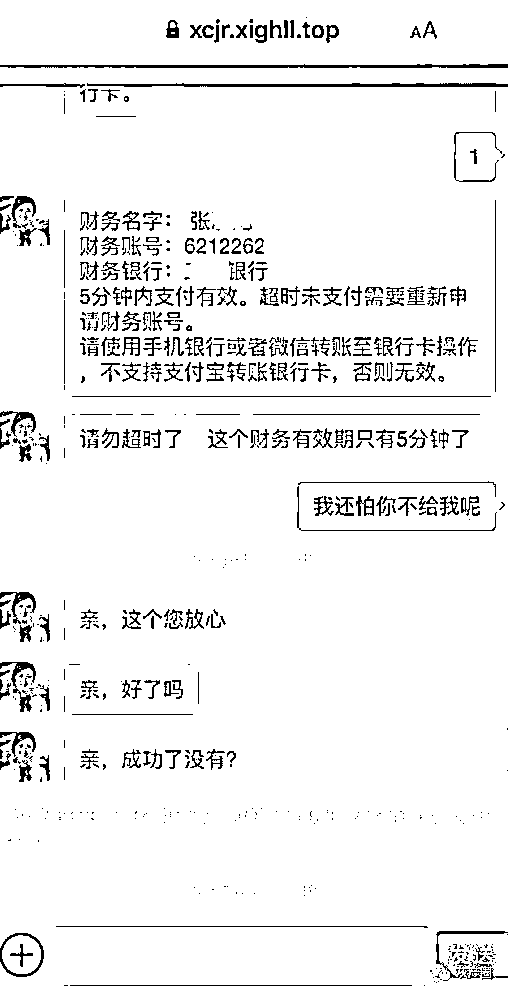 xcjr.xighll.top
AA
行卡。
1
财务名字： 张
财务账号：6212262
财务银行： 银行
5分钟内支付有效。超时未支付需要重新申
请财务账号。
请使用手机银行或者微信转账至银行卡操作
，不支持支付宝转账银行卡，否则无效。
请勿超时了 这个财务有效期只有5分钟了
我还怕你不给我呢
亲，这个您放心
亲，好了吗
亲，成功了没有？
发送